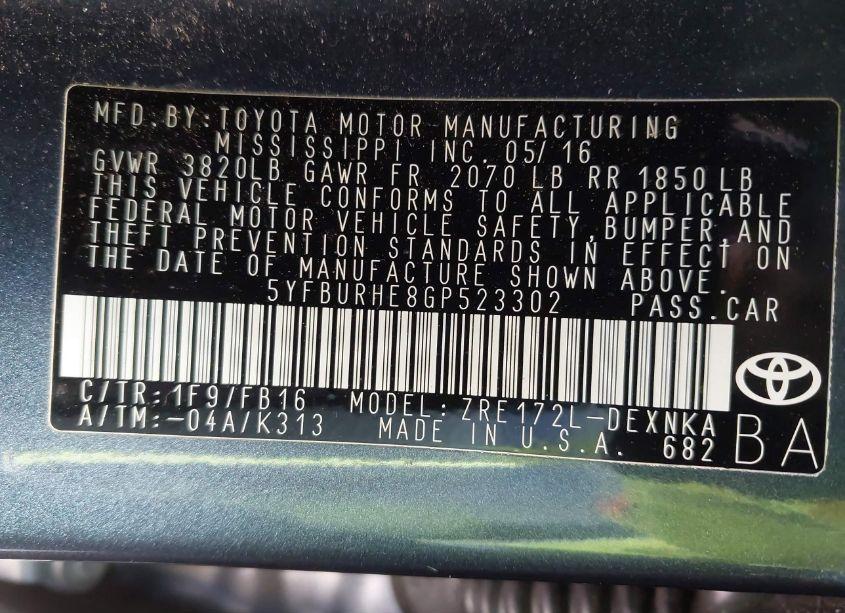 MFD.BY:TOYOTA MOTOR MANUFACTURING
MISSISSIPPI INC. 05/16
GVWR 3820LB GAWR FR 2070 LB RR 1850 LB
THIS VEHICLE CONFORMS TO ALL APPLICABLE
FEDERAL MOTOR VEHICLE SAFETY,BUMPER,AND
THEFT PREVENTION STANDARDS IN EFFECT ON
THE DATE OF MANUFACTURE SHOWN ABOVE.
5YFBURHE8GP523302 PASS.CAR
C/TR:1F9/FB16 MODEL:ZRE172L-DEXNKA
A/TM:-04A/K313 MADE IN U.S.A. 682 BA